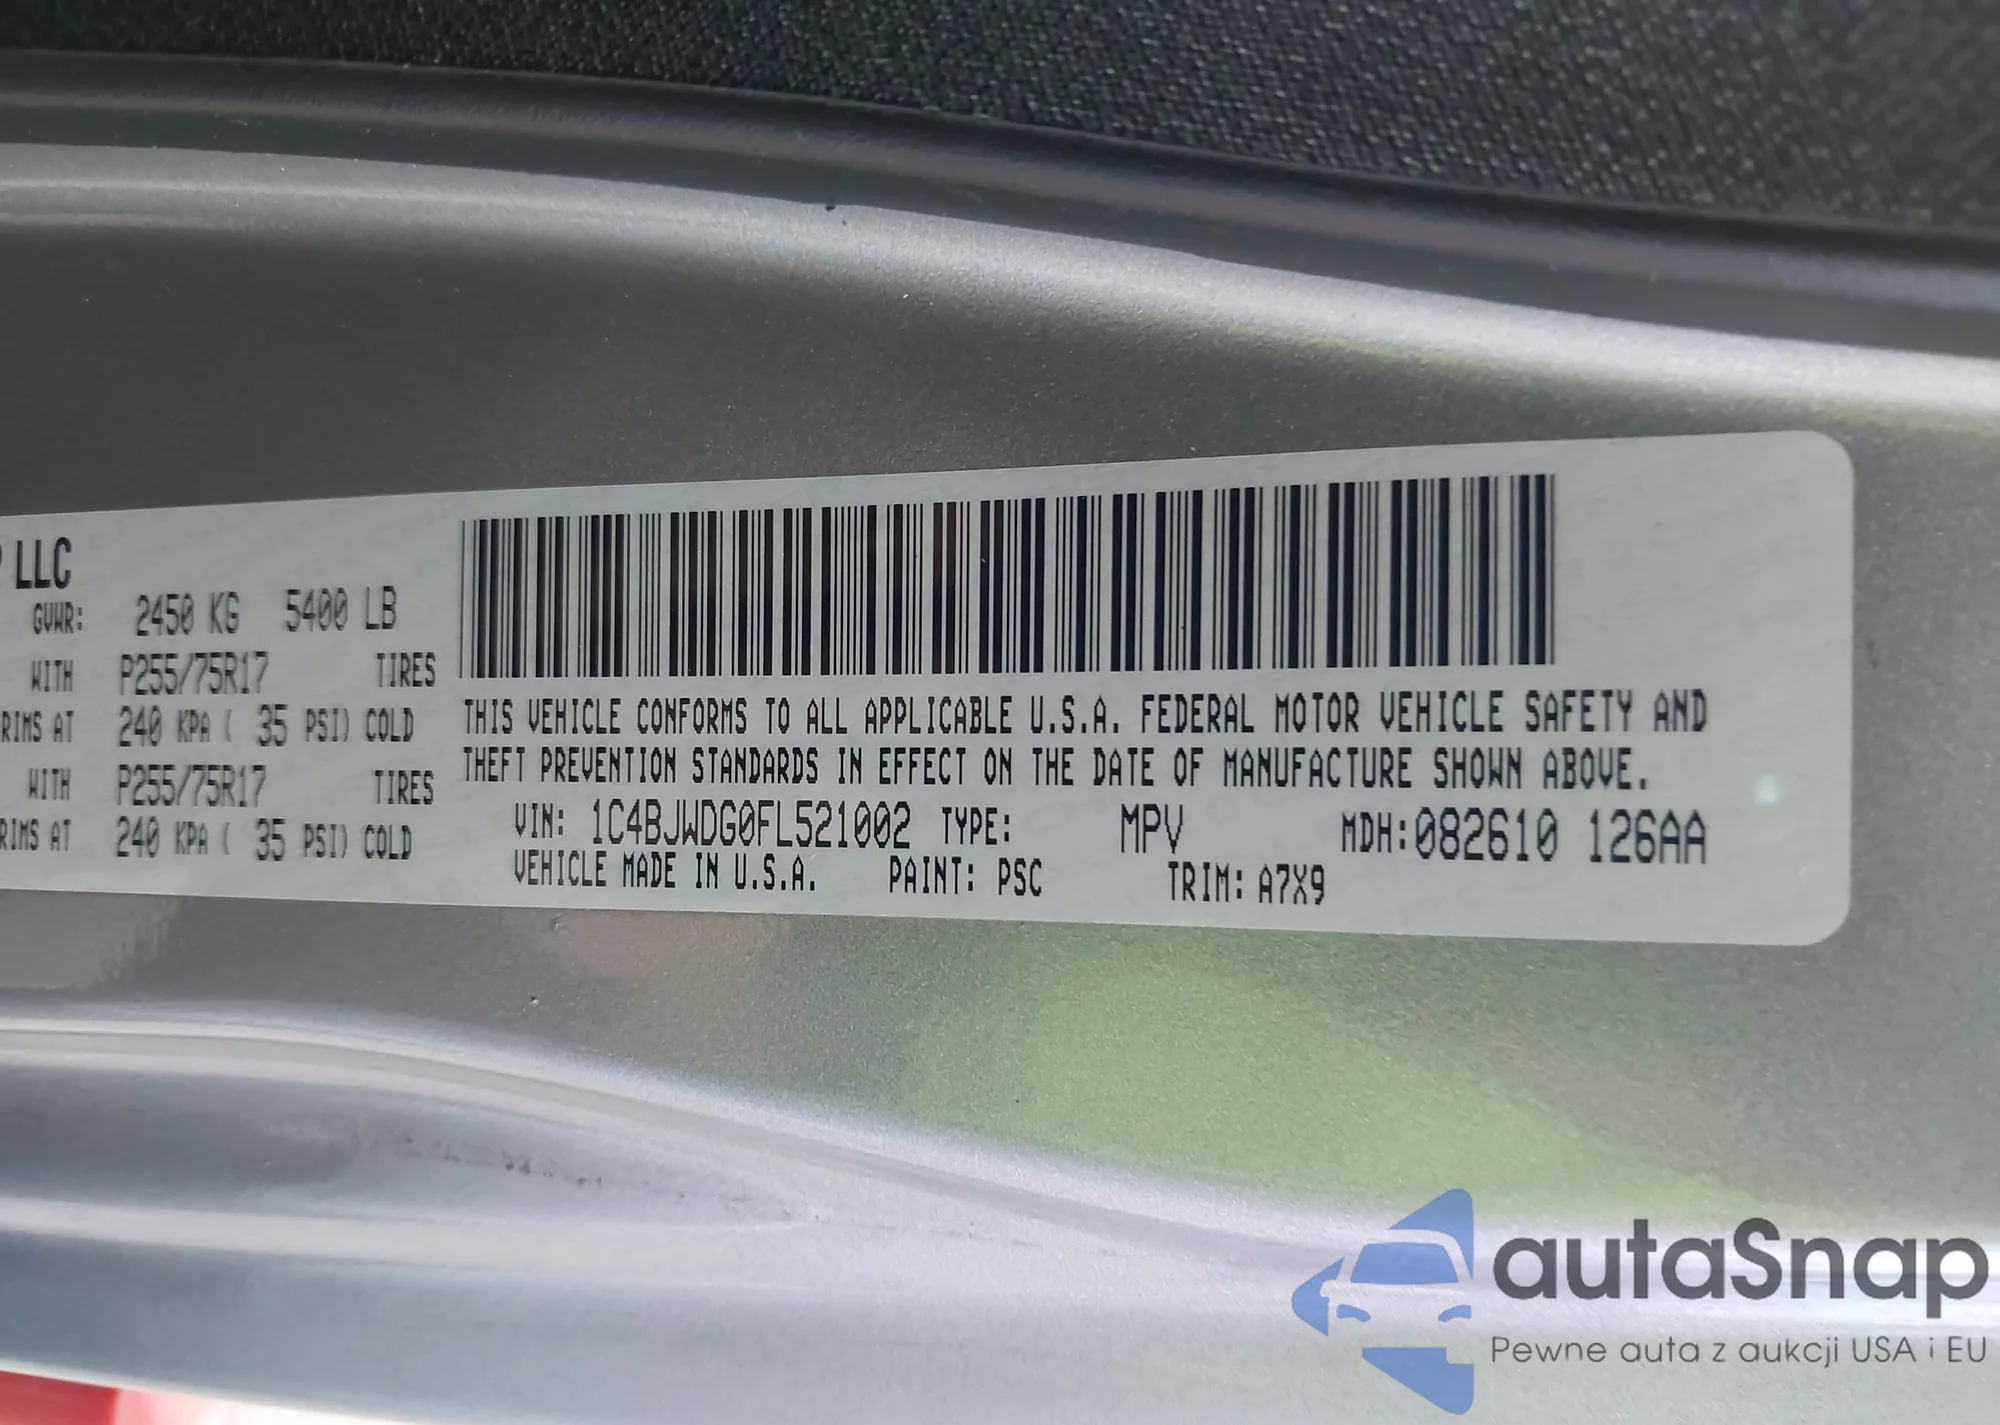 LLC
GVWR: 2450 KG 5400 LB
WITH P255/75R17 TIRES
RIMS AT 240 KPA ( 35 PSI) COLD
WITH P255/75R17 TIRES
RIMS AT 240 KPA ( 35 PSI) COLD
THIS VEHICLE CONFORMS TO ALL APPLICABLE U.S.A. FEDERAL MOTOR VEHICLE SAFETY AND
THEFT PREVENTION STANDARDS IN EFFECT ON THE DATE OF MANUFACTURE SHOWN ABOVE.
VIN: 1C4BJWDG0FL521002 TYPE: MPV MDH:082610 126AA
VEHICLE MADE IN U.S.A. PAINT: PSC TRIM: A7X9
autaSnap
Pewne auta z aukcji USA i EU